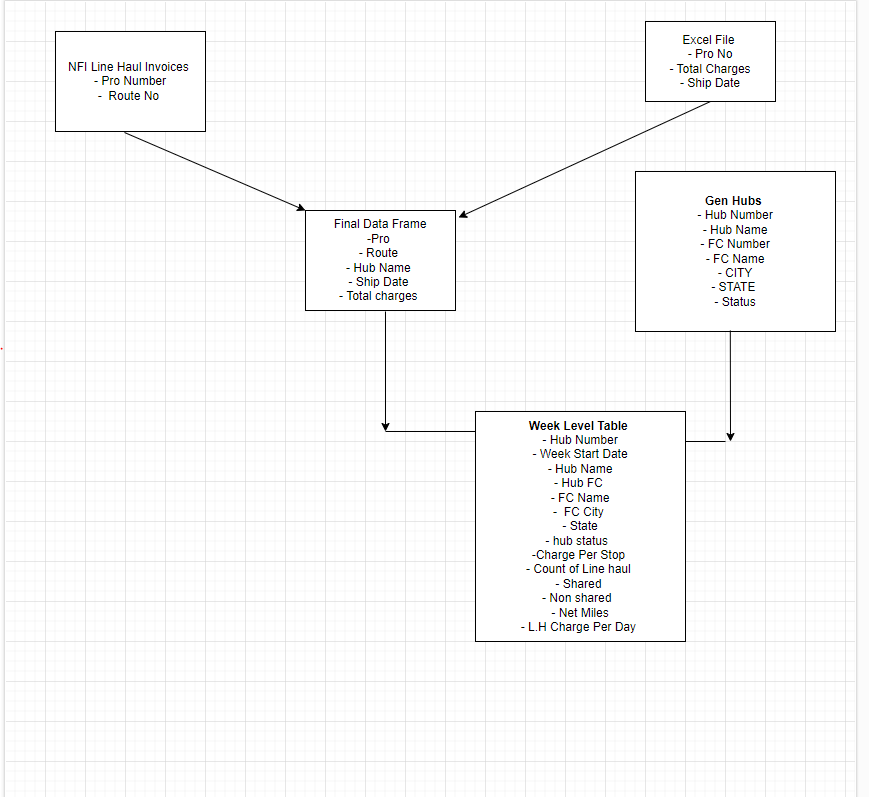 NFI Line Haul Invoices
- Pro Number
- Route No
Excel File
- Pro No
- Total Charges
- Ship Date
Final Data Frame
-Pro
- Route
- Hub Name
- Ship Date
- Total charges
Gen Hubs
- Hub Number
- Hub Name
- FC Number
- FC Name
- CITY
- STATE
- Status
Week Level Table
- Hub Number
- Week Start Date
- Hub Name
- Hub FC
- FC Name
- FC City
- State
- hub status
-Charge Per Stop
- Count of Line haul
- Shared
- Non shared
- Net Miles
- L.H Charge Per Day